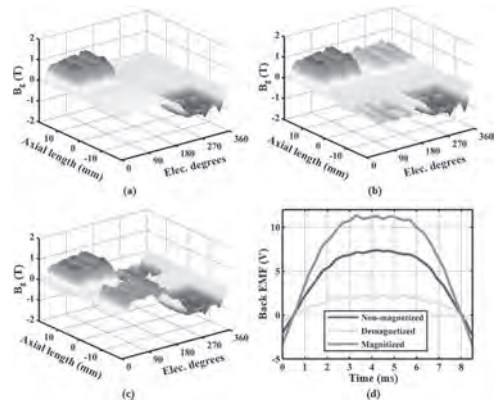 2
1
0
-1
-2
B_g (T)
10
0
-10
Axial length (mm)
0
90
180
270
360
Elec. degrees
(a)
2
1
0
-1
-2
B_g (T)
10
0
-10
Axial length (mm)
0
90
180
270
360
Elec. degrees
(b)
2
1
0
-1
-2
B_g (T)
10
0
-10
Axial length (mm)
0
90
180
270
360
Elec. degrees
(c)
10
5
0
-5
Back EMF (V)
Non-magnetized
Demagnetized
Magnitized
0 1 2 3 4 5 6 7 8
Time (ms)
(d)